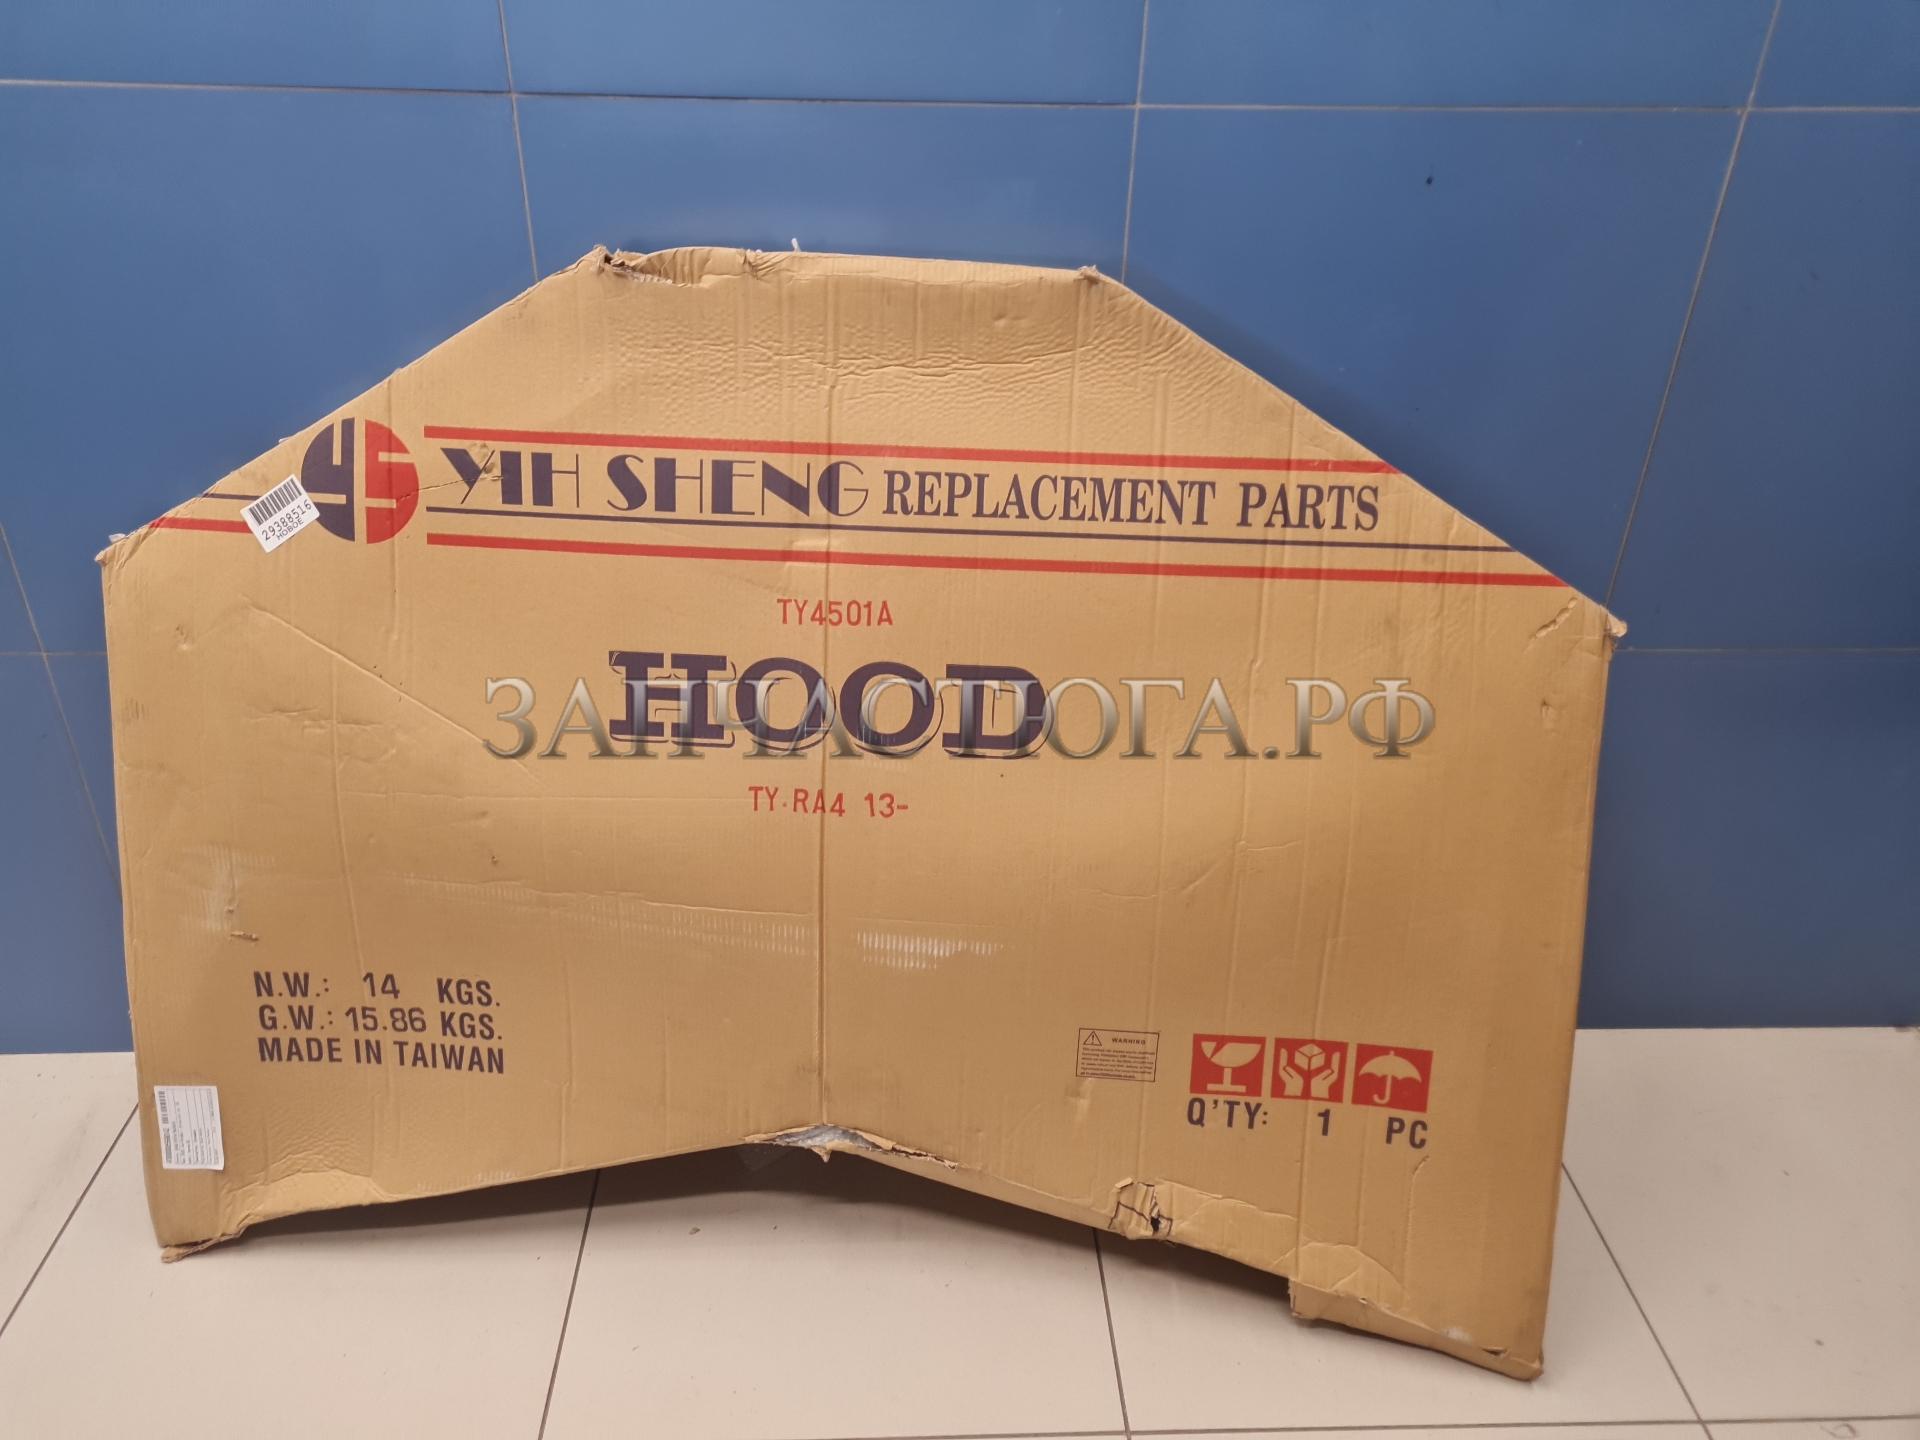 YS
YIH SHENG REPLACEMENT PARTS
29388516
НОВОЕ
TY4501A
HOOD
ЗАПЧАСТЮГА.РФ
TY.RA4 13-
N.W.: 14 KGS.
G.W.: 15.86 KGS.
MADE IN TAIWAN
WARNING
Q'TY: 1 PC